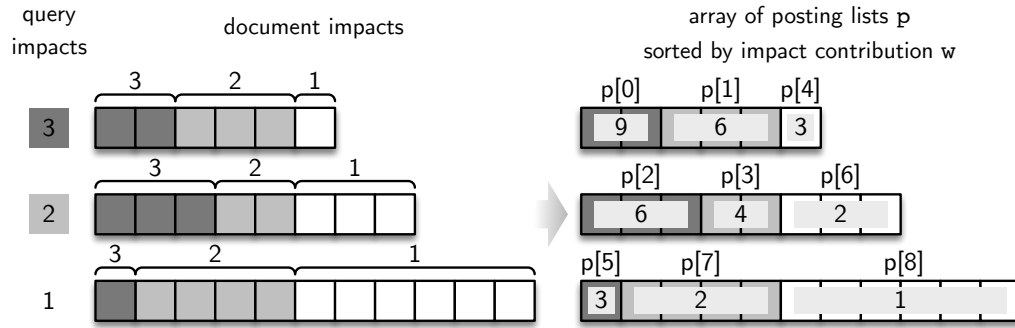 query
impacts
document impacts
array of posting lists p
sorted by impact contribution w
3 2 1
p[0] p[1] p[4]
3
9 6 3
3 2 1
p[2] p[3] p[6]
2
6 4 2
3 2 1
p[5] p[7] p[8]
1
3 2 1